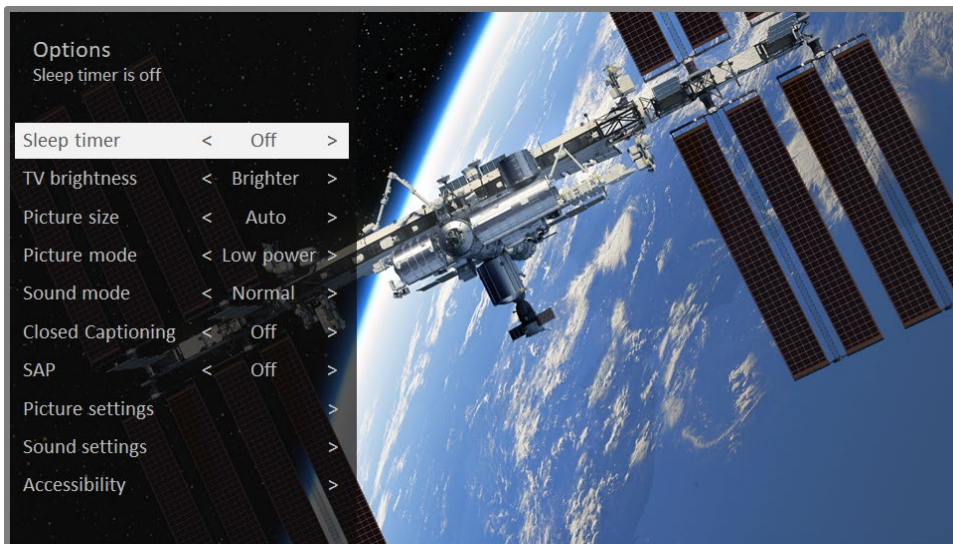 Options
Sleep timer is off
Sleep timer < Off >
TV brightness < Brighter >
Picture size < Auto >
Picture mode < Low power >
Sound mode < Normal >
Closed Captioning < Off >
SAP < Off >
Picture settings >
Sound settings >
Accessibility >